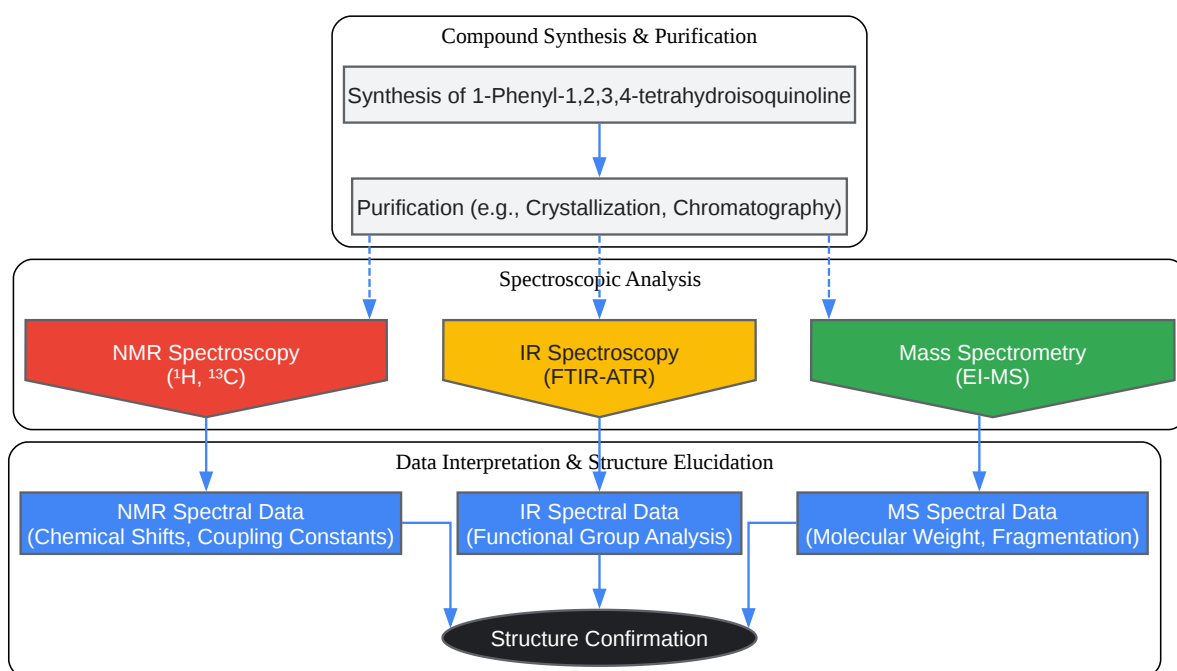 Compound Synthesis & Purification
Synthesis of 1-Phenyl-1,2,3,4-tetrahydroisoquinoline
Purification (e.g., Crystallization, Chromatography)
Spectroscopic Analysis
NMR Spectroscopy
(¹H, ¹³C)
IR Spectroscopy
(FTIR-ATR)
Mass Spectrometry
(EI-MS)
Data Interpretation & Structure Elucidation
NMR Spectral Data
(Chemical Shifts, Coupling Constants)
IR Spectral Data
(Functional Group Analysis)
MS Spectral Data
(Molecular Weight, Fragmentation)
Structure Confirmation